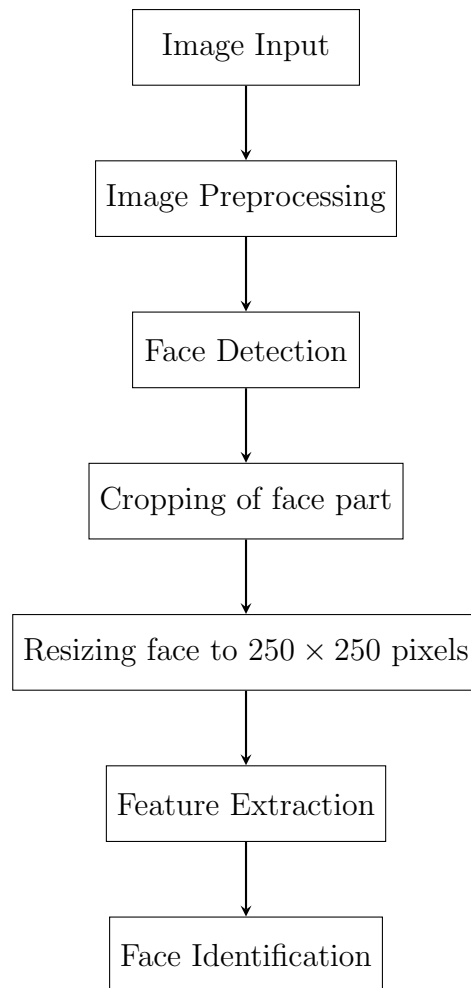 Image Input
Image Preprocessing
Face Detection
Cropping of face part
Resizing face to 250 × 250 pixels
Feature Extraction
Face Identification